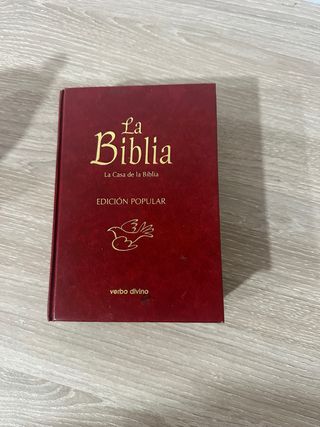 La
Biblia
La Casa de la Biblia
EDICIÓN POPULAR
verbo divino